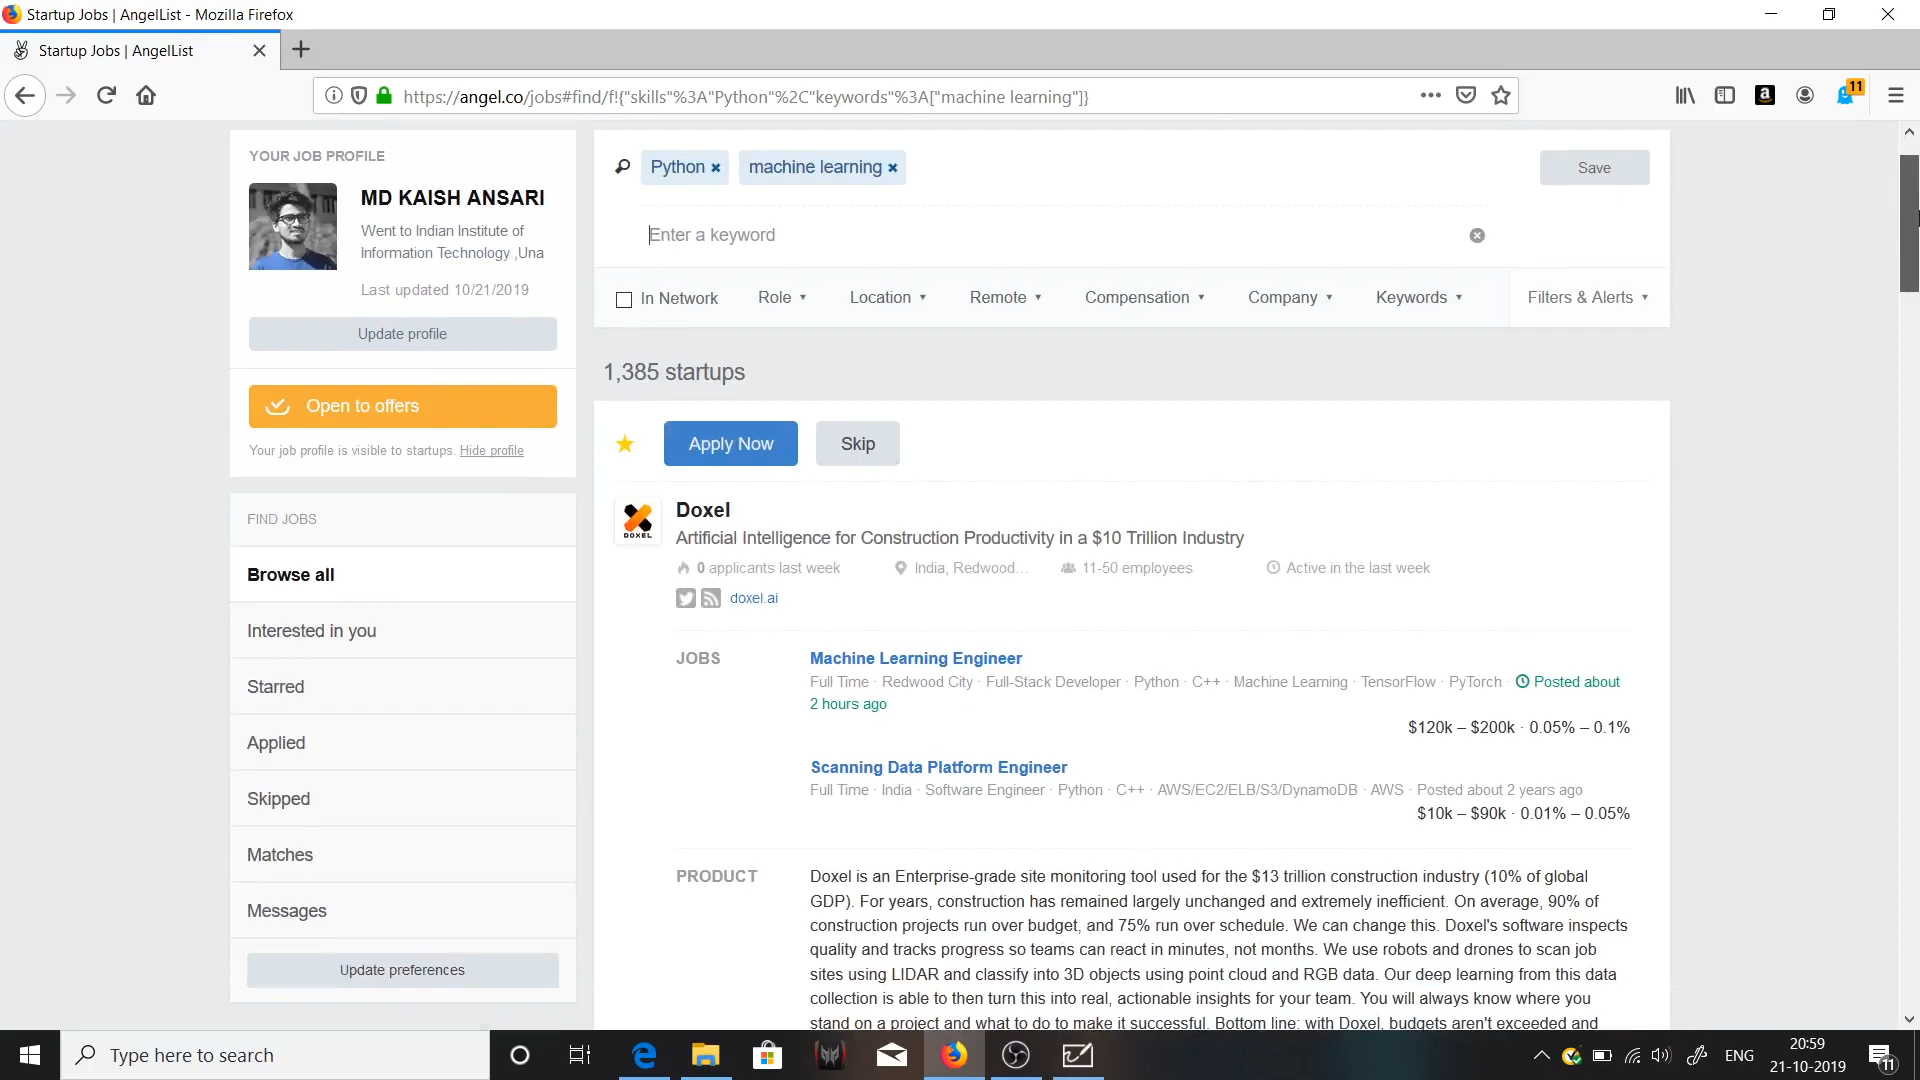 Startup Jobs | AngelList - Mozilla Firefox
Startup Jobs | AngelList
https://angel.co/jobs#find/f!{"skills"%3A"Python"%2C"keywords"%3A["machine learning"]}
11
YOUR JOB PROFILE
MD KAISH ANSARI
Went to Indian Institute of
Information Technology ,Una
Last updated 10/21/2019
Update profile
Open to offers
Your job profile is visible to startups. Hide profile
FIND JOBS
Browse all
Interested in you
Starred
Applied
Skipped
Matches
Messages
Update preferences
Python × machine learning ×
Save
Enter a keyword
In Network Role Location Remote Compensation Company Keywords Filters & Alerts
1,385 startups
Apply Now Skip
DOXEL
Doxel
Artificial Intelligence for Construction Productivity in a $10 Trillion Industry
0 applicants last week India, Redwood... 11-50 employees Active in the last week
doxel.ai
JOBS
Machine Learning Engineer
Full Time · Redwood City · Full-Stack Developer · Python · C++ · Machine Learning · TensorFlow · PyTorch · Posted about
2 hours ago
$120k – $200k · 0.05% – 0.1%
Scanning Data Platform Engineer
Full Time · India · Software Engineer · Python · C++ · AWS/EC2/ELB/S3/DynamoDB · AWS · Posted about 2 years ago
$10k – $90k · 0.01% – 0.05%
PRODUCT
Doxel is an Enterprise-grade site monitoring tool used for the $13 trillion construction industry (10% of global
GDP). For years, construction has remained largely unchanged and extremely inefficient. On average, 90% of
construction projects run over budget, and 75% run over schedule. We can change this. Doxel's software inspects
quality and tracks progress so teams can react in minutes, not months. We use robots and drones to scan job
sites using LIDAR and classify into 3D objects using point cloud and RGB data. Our deep learning from this data
collection is able to then turn this into real, actionable insights for your team. You will always know where you
stand on a project and what to do to make it successful. Bottom line: with Doxel, budgets aren't exceeded and
Type here to search
ENG
20:59
21-10-2019
11